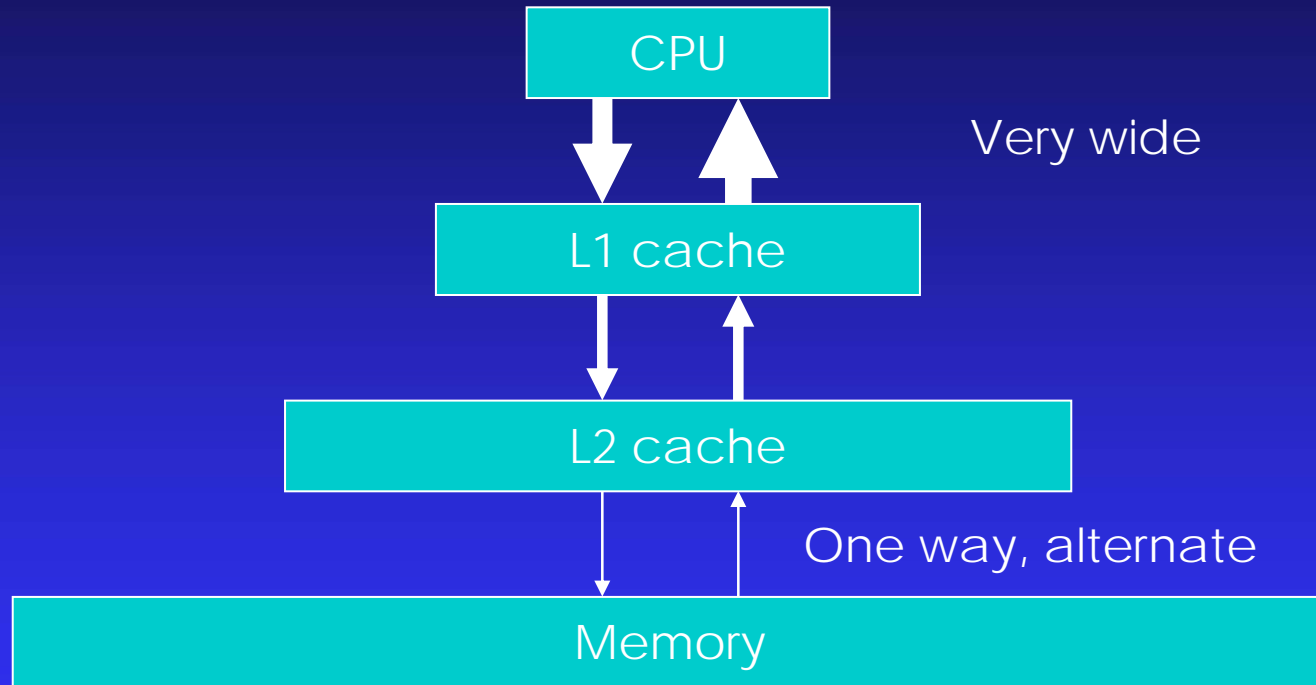 CPU
Very wide
L1 cache
L2 cache
One way, alternate
Memory